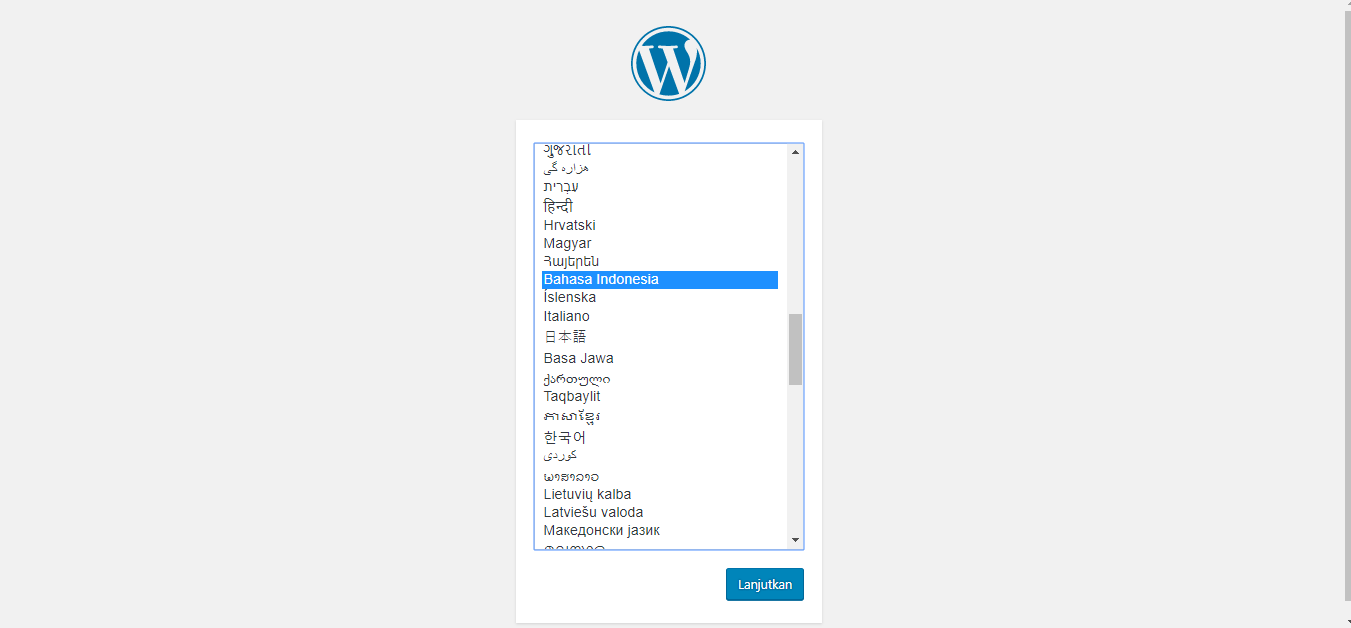 ગુજરાતી
هزاره گی
עִבְרִית
हिन्दी
Hrvatski
Magyar
Հայերեն
Bahasa Indonesia
Íslenska
Italiano
日本語
Basa Jawa
ქართული
Taqbaylit
ភាសាខ្មែរ
한국어
كوردی
ພາສາລາວ
Lietuvių kalba
Latviešu valoda
Македонски јазик
Lanjutkan